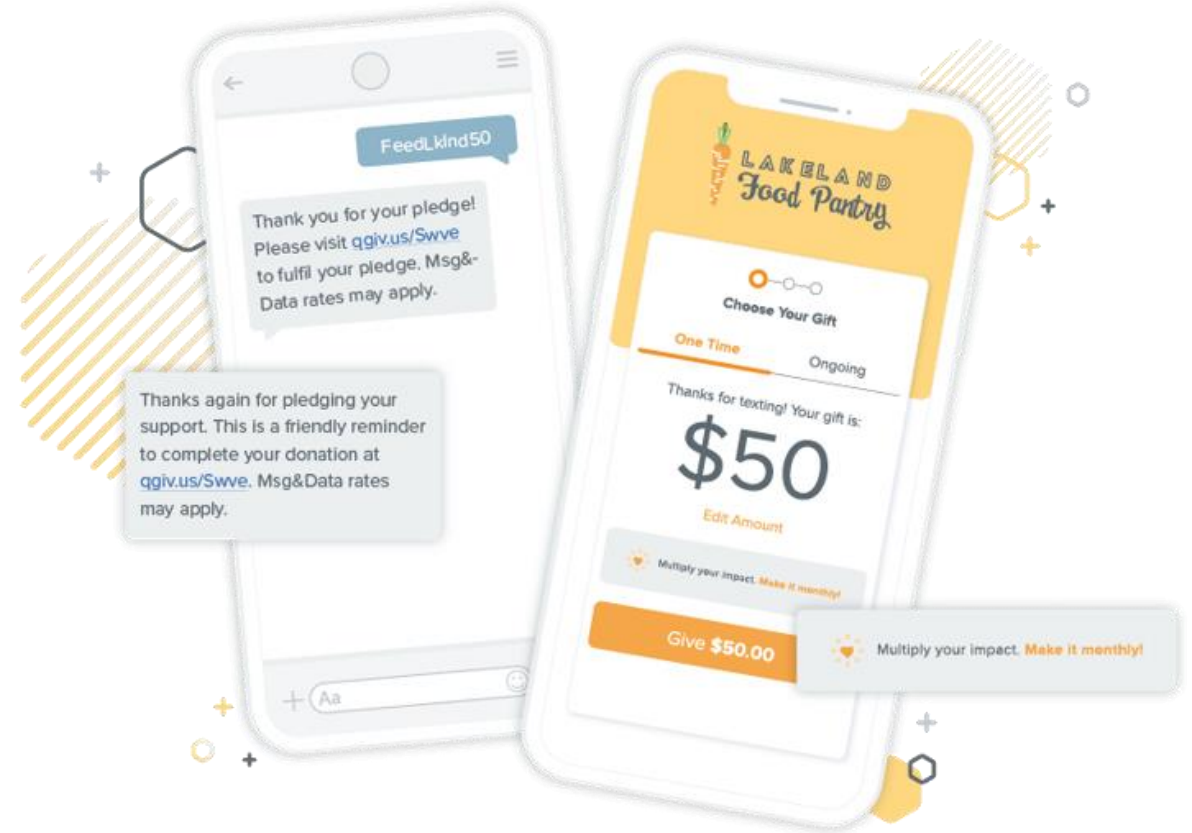 FeedLklnd50
Thank you for your pledge!
Please visit qgiv.us/Swve
to fulfil your pledge. Msg&-
Data rates may apply.
Thanks again for pledging your
support. This is a friendly reminder
to complete your donation at
qgiv.us/Swve. Msg&Data rates
may apply.
Aa
LAKELAND
Food Pantry
Choose Your Gift
One Time
Ongoing
Thanks for texting! Your gift is:
$50
Edit Amount
Multiply your impact. Make it monthly!
Give $50.00
Multiply your impact. Make it monthly!